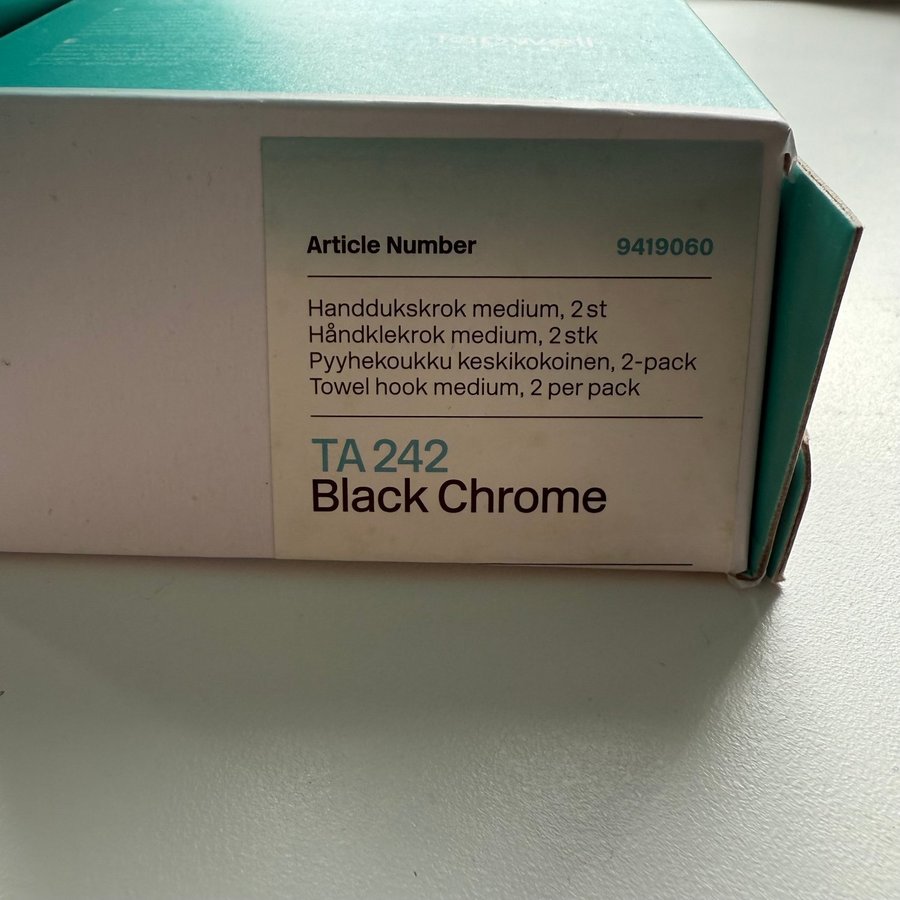 tapwell
Article Number 9419060
Handdukskrok medium, 2 st
Håndklekrok medium, 2 stk
Pyyhekoukku keskikokoinen, 2-pack
Towel hook medium, 2 per pack
TA 242
Black Chrome